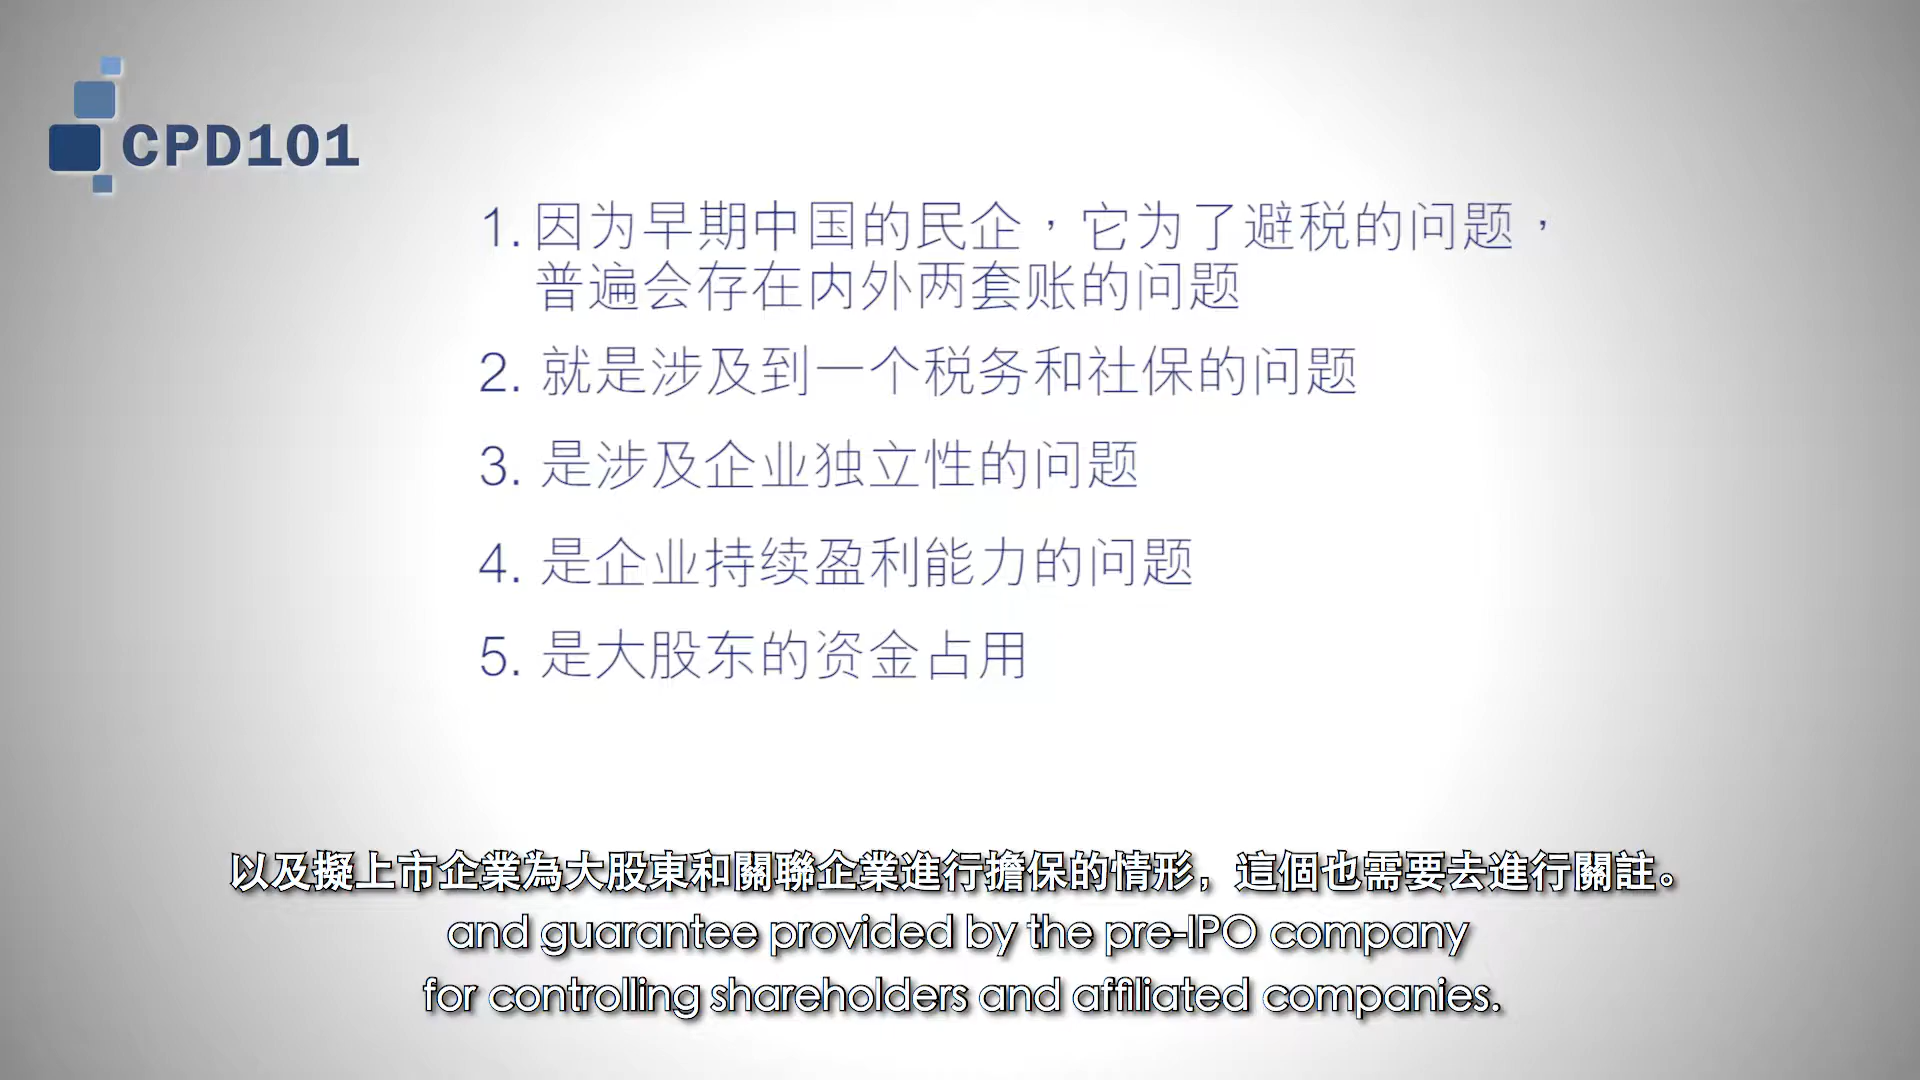 CPD101
1. 因为早期中国的民企，它为了避税的问题，
普遍会存在内外两套账的问题
2. 就是涉及到一个税务和社保的问题
3. 是涉及企业独立性的问题
4. 是企业持续盈利能力的问题
5. 是大股东的资金占用
以及擬上市企業為大股東和關聯企業進行擔保的情形，這個也需要去進行關註。
and guarantee provided by the pre-IPO company
for controlling shareholders and affiliated companies.